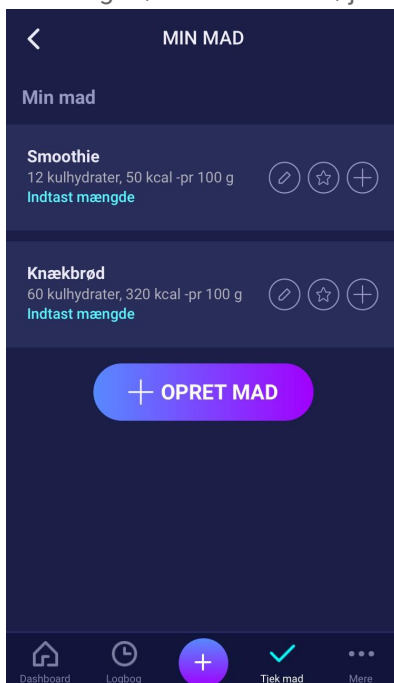 MIN MAD
Min mad
Smoothie
12 kulhydrater, 50 kcal -pr 100 g
Indtast mængde
Knækbrød
60 kulhydrater, 320 kcal -pr 100 g
Indtast mængde
+ OPRET MAD
Dashboard Logbog Tjek mad Mere